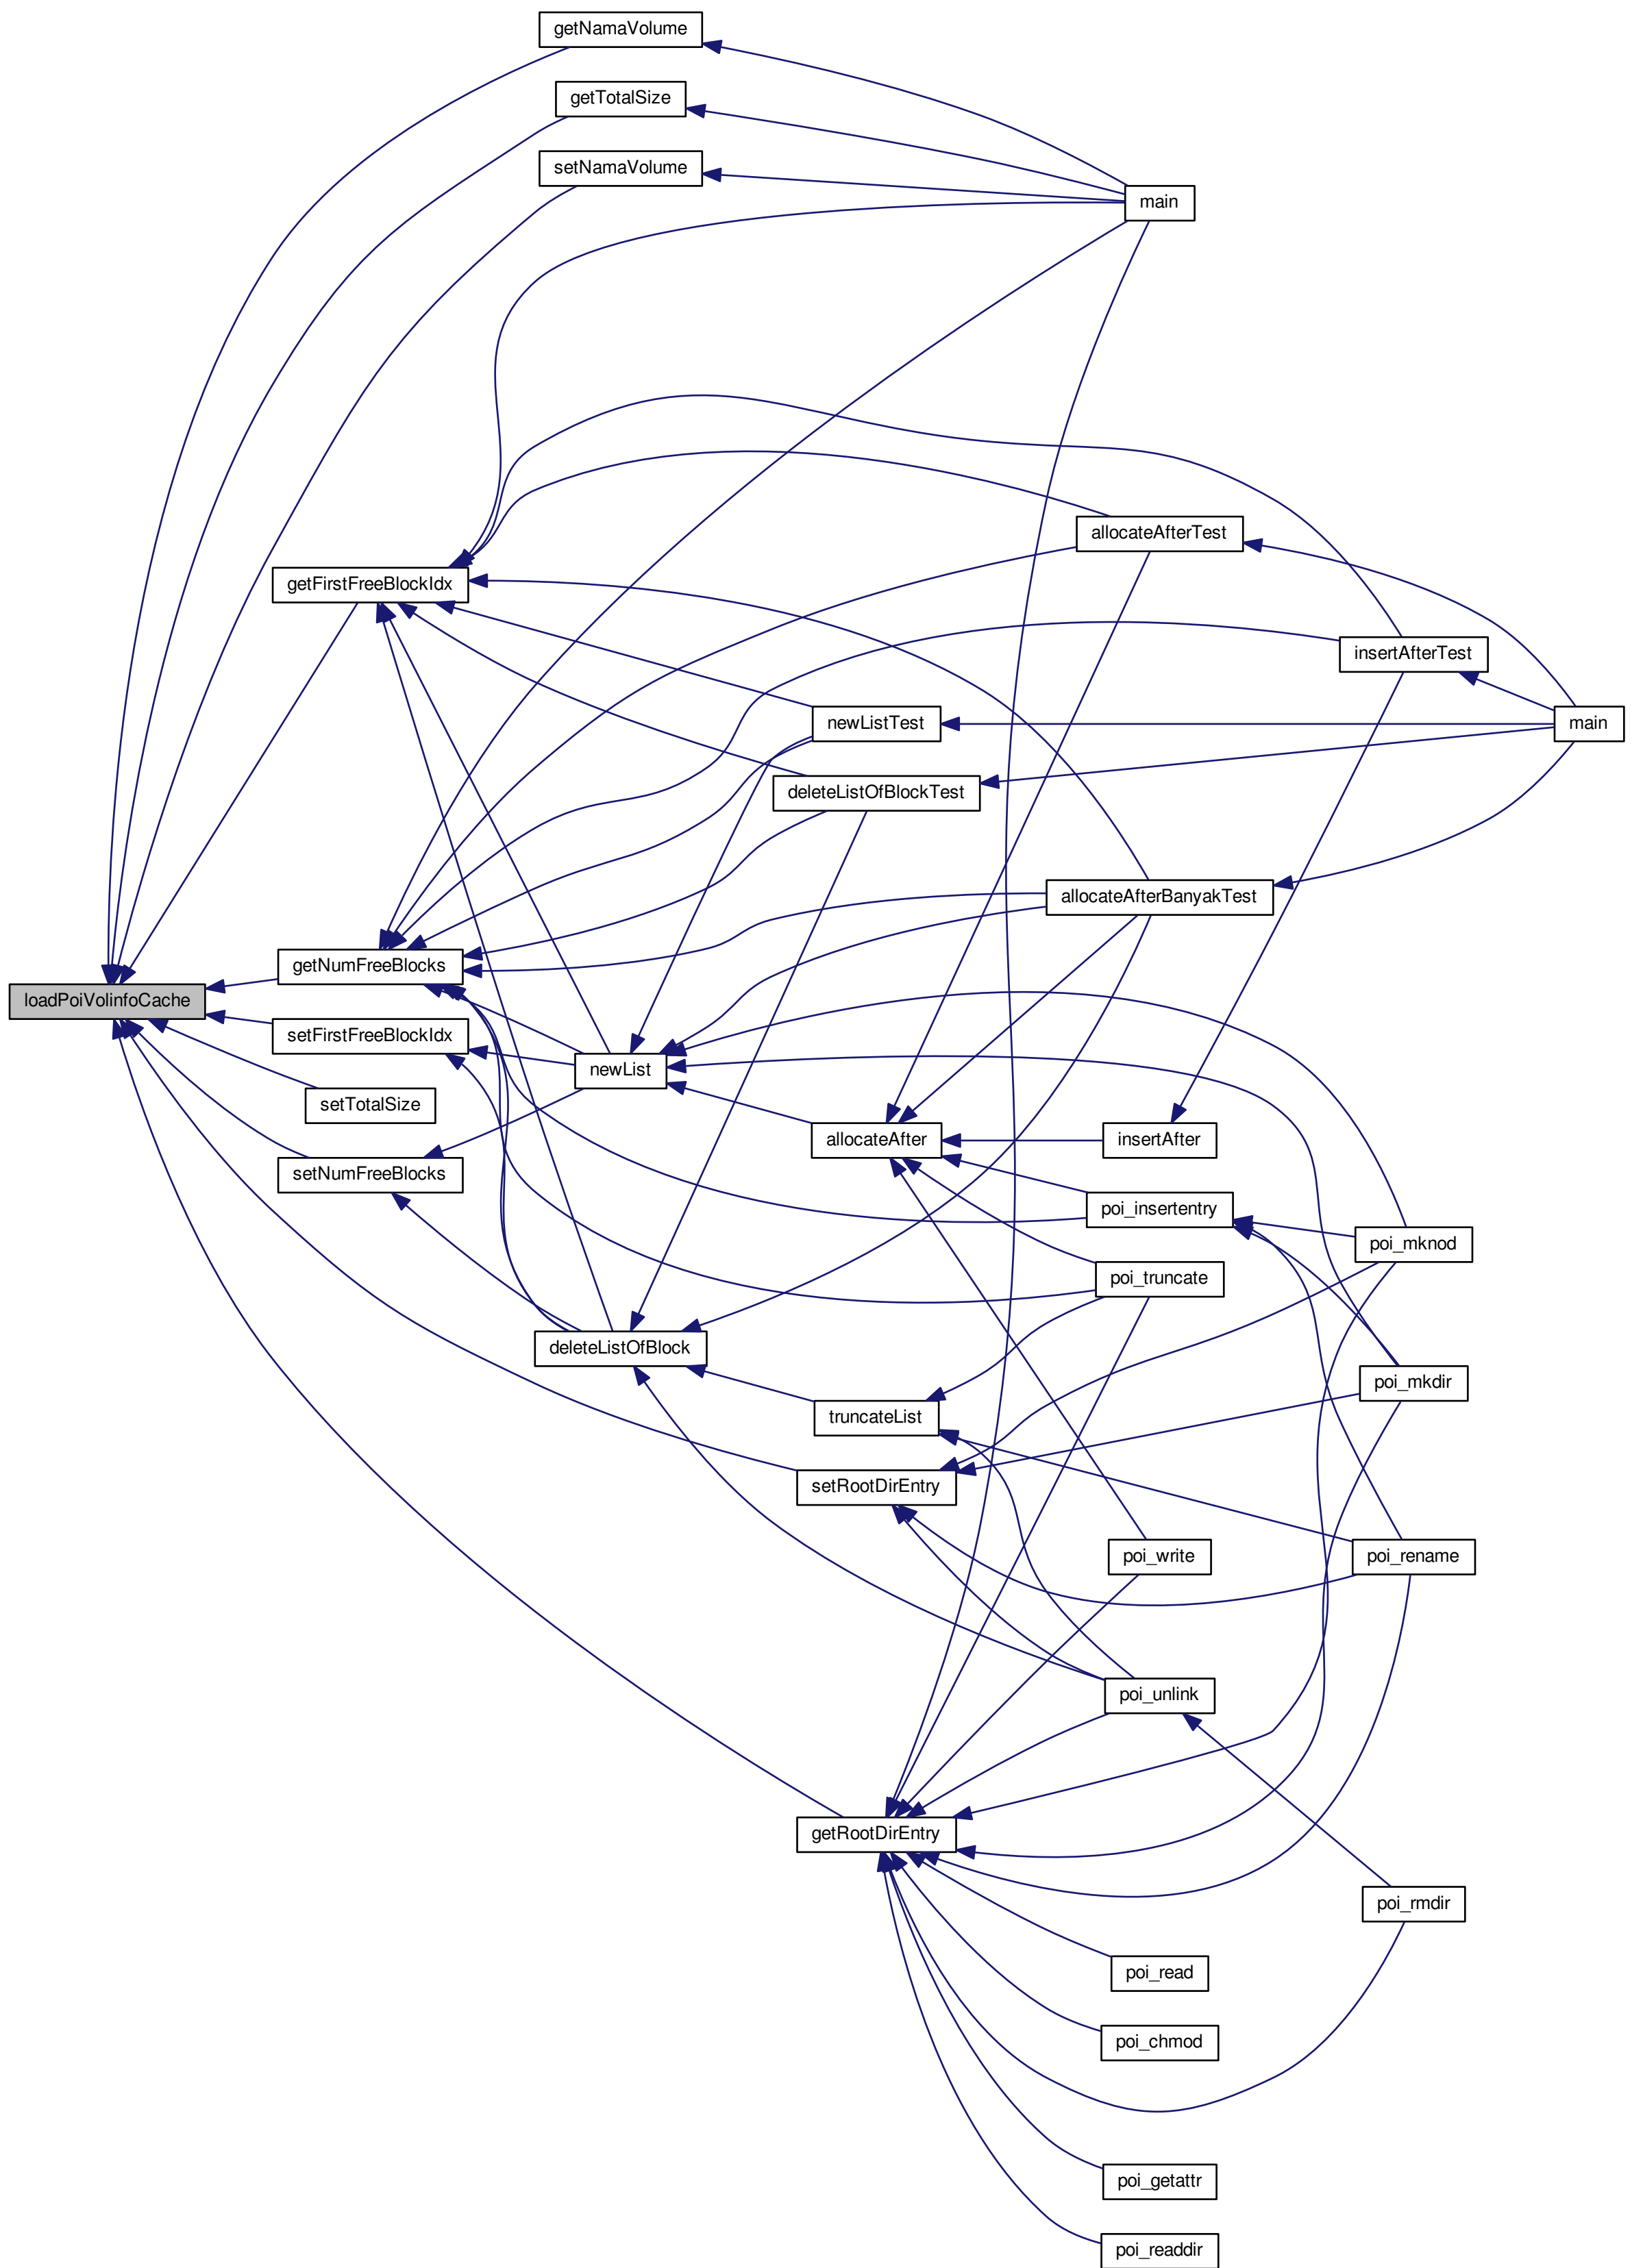 getNamaVolume
getTotalSize
setNamaVolume
main
allocateAfterTest
getFirstFreeBlockIdx
insertAfterTest
newListTest
main
deleteListOfBlockTest
allocateAfterBanyakTest
getNumFreeBlocks
loadPoiVolinfoCache
setFirstFreeBlockIdx
newList
setTotalSize
allocateAfter
insertAfter
setNumFreeBlocks
poi_insertentry
poi_mknod
poi_truncate
deleteListOfBlock
poi_mkdir
truncateList
setRootDirEntry
poi_write
poi_rename
poi_unlink
getRootDirEntry
poi_rmdir
poi_read
poi_chmod
poi_getattr
poi_readdir